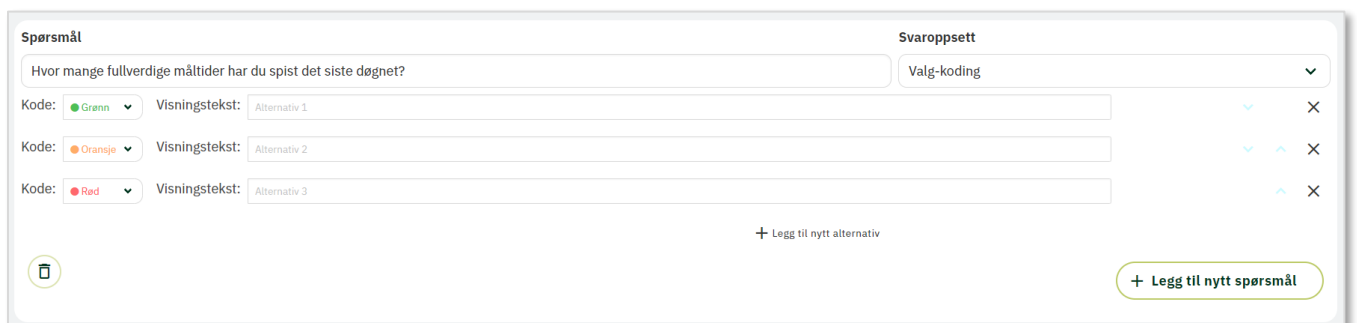 Spørsmål Svaroppsett
Hvor mange fullverdige måltider har du spist det siste døgnet? Valg-koding
Kode: Grønn Visningstekst: Alternativ 1
Kode: Oransje Visningstekst: Alternativ 2
Kode: Rød Visningstekst: Alternativ 3
+ Legg til nytt alternativ
+ Legg til nytt spørsmål